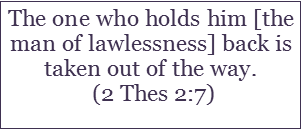 The one who holds him [the
man of lawlessness] back is
taken out of the way.
(2 Thes 2:7)